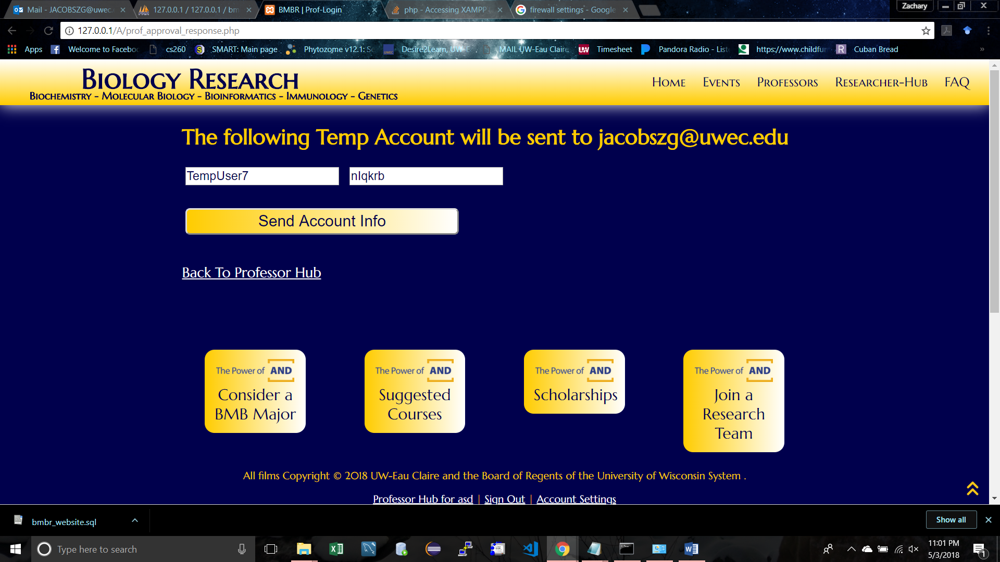 Mail - JACOBSZG@uwec.
127.0.0.1 / 127.0.0.1 / bm
BMBR | Prof-Login
php - Accessing XAMPP
firewall settings - Google
Zachary
127.0.0.1/A/prof_approval_response.php
Apps
Welcome to Faceboo
cs260
SMART: Main page
Phytozome v12.1: Se
Desire2Learn, UW-E
MAIL UW-Eau Claire
Timesheet
Pandora Radio - List
https://www.childfun
Cuban Bread
Biology Research
Biochemistry - Molecular Biology - Bioinformatics - Immunology - Genetics
Home Events Professors Researcher-Hub FAQ
The following Temp Account will be sent to jacobszg@uwec.edu
TempUser7 nIqkrb
Send Account Info
Back To Professor Hub
The Power of AND
Consider a
BMB Major
The Power of AND
Suggested
Courses
The Power of AND
Scholarships
The Power of AND
Join a
Research
Team
All films Copyright © 2018 UW-Eau Claire and the Board of Regents of the University of Wisconsin System .
Professor Hub for asd | Sign Out | Account Settings
bmbr_website.sql
Show all
Type here to search
11:01 PM
5/3/2018
1